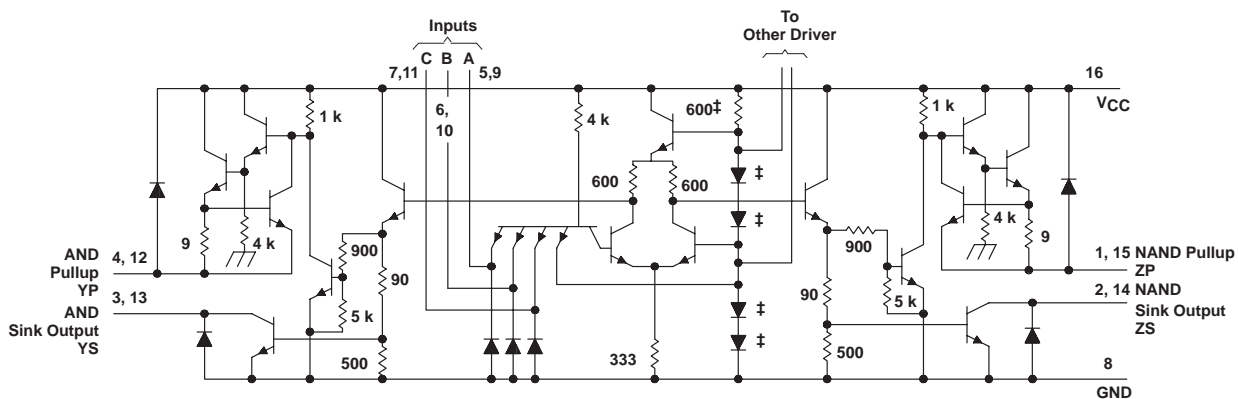 Inputs
To
Other Driver
C B A
7,11
5,9
6,
10
16
VCC
1 k
4 k
600‡
1 k
‡
600
600
‡
9
4 k
900
90
900
4 k
9
AND
Pullup
YP
4, 12
1, 15 NAND Pullup
ZP
3, 13
AND
Sink Output
YS
5 k
90
5 k
2, 14 NAND
Sink Output
ZS
‡
‡
500
333
500
8
GND